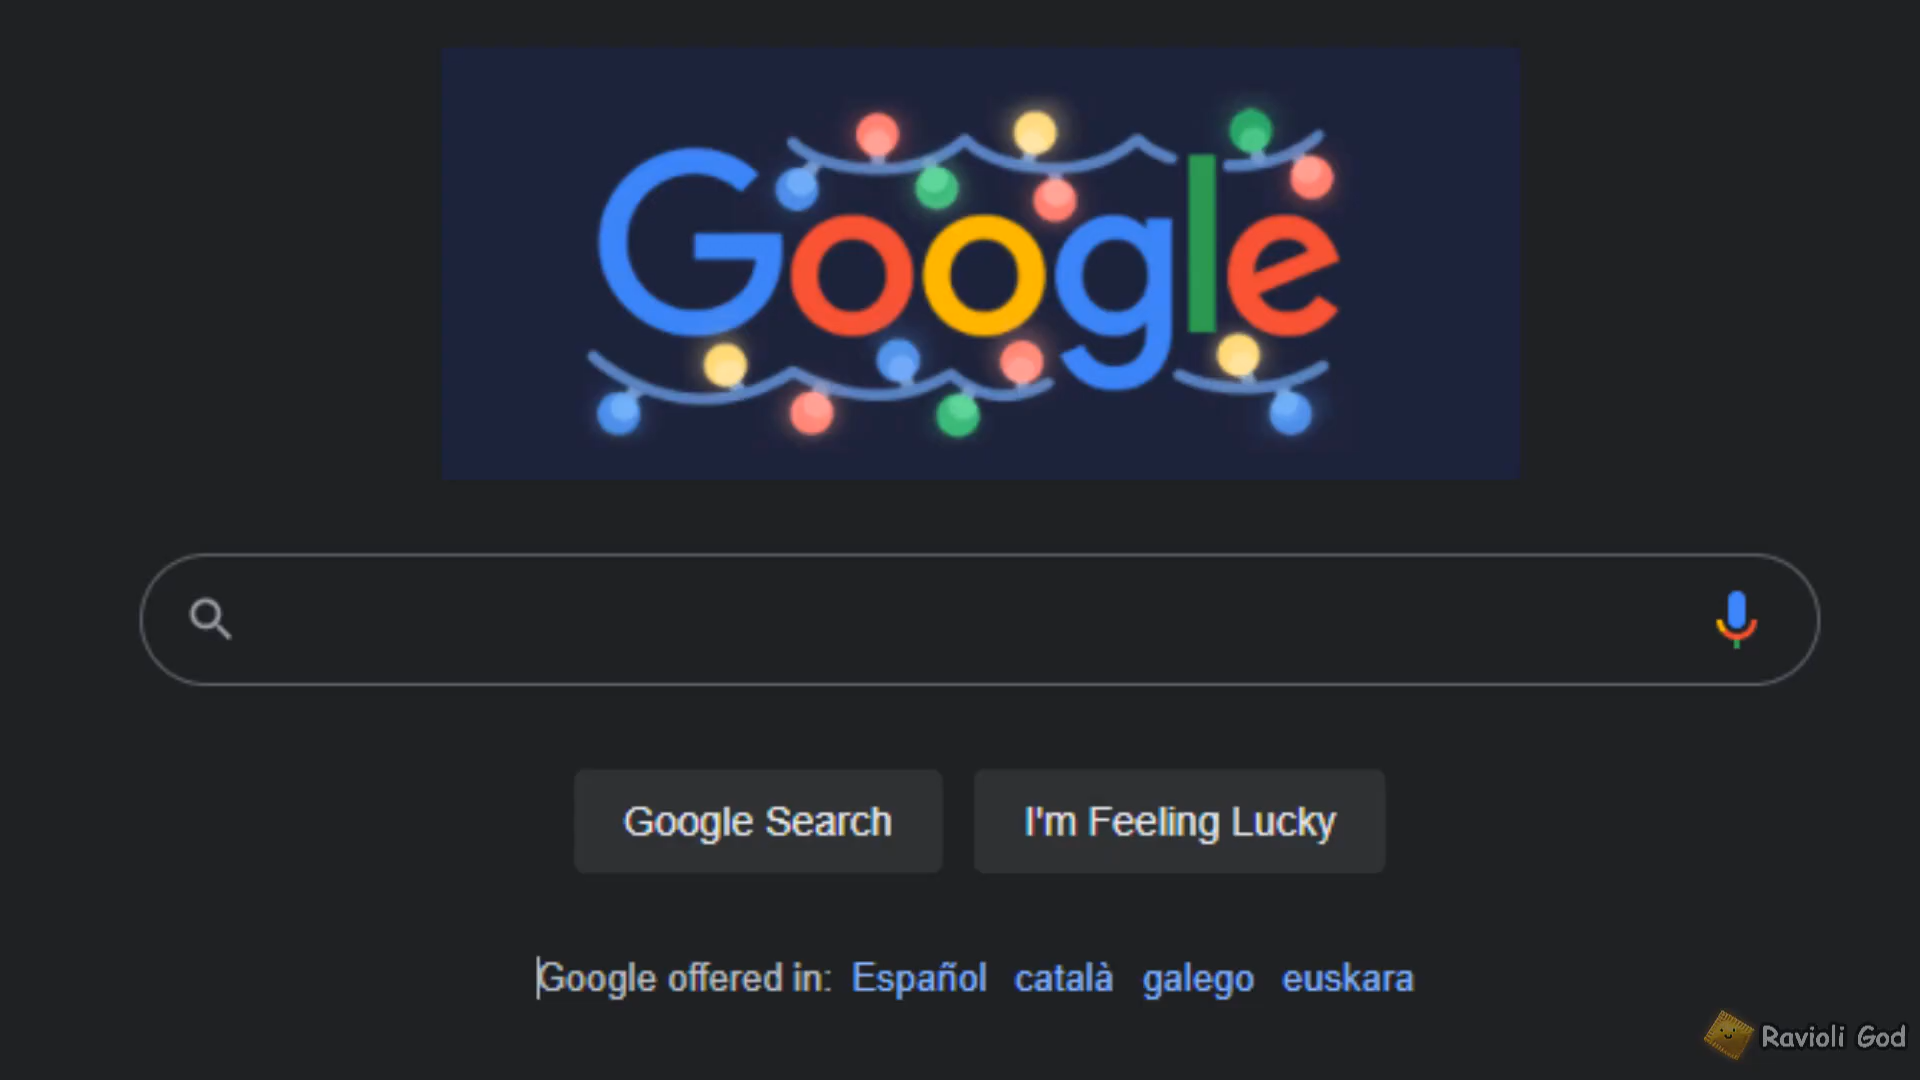 Google
Google Search I'm Feeling Lucky
Google offered in: Español català galego euskara
Ravioli God